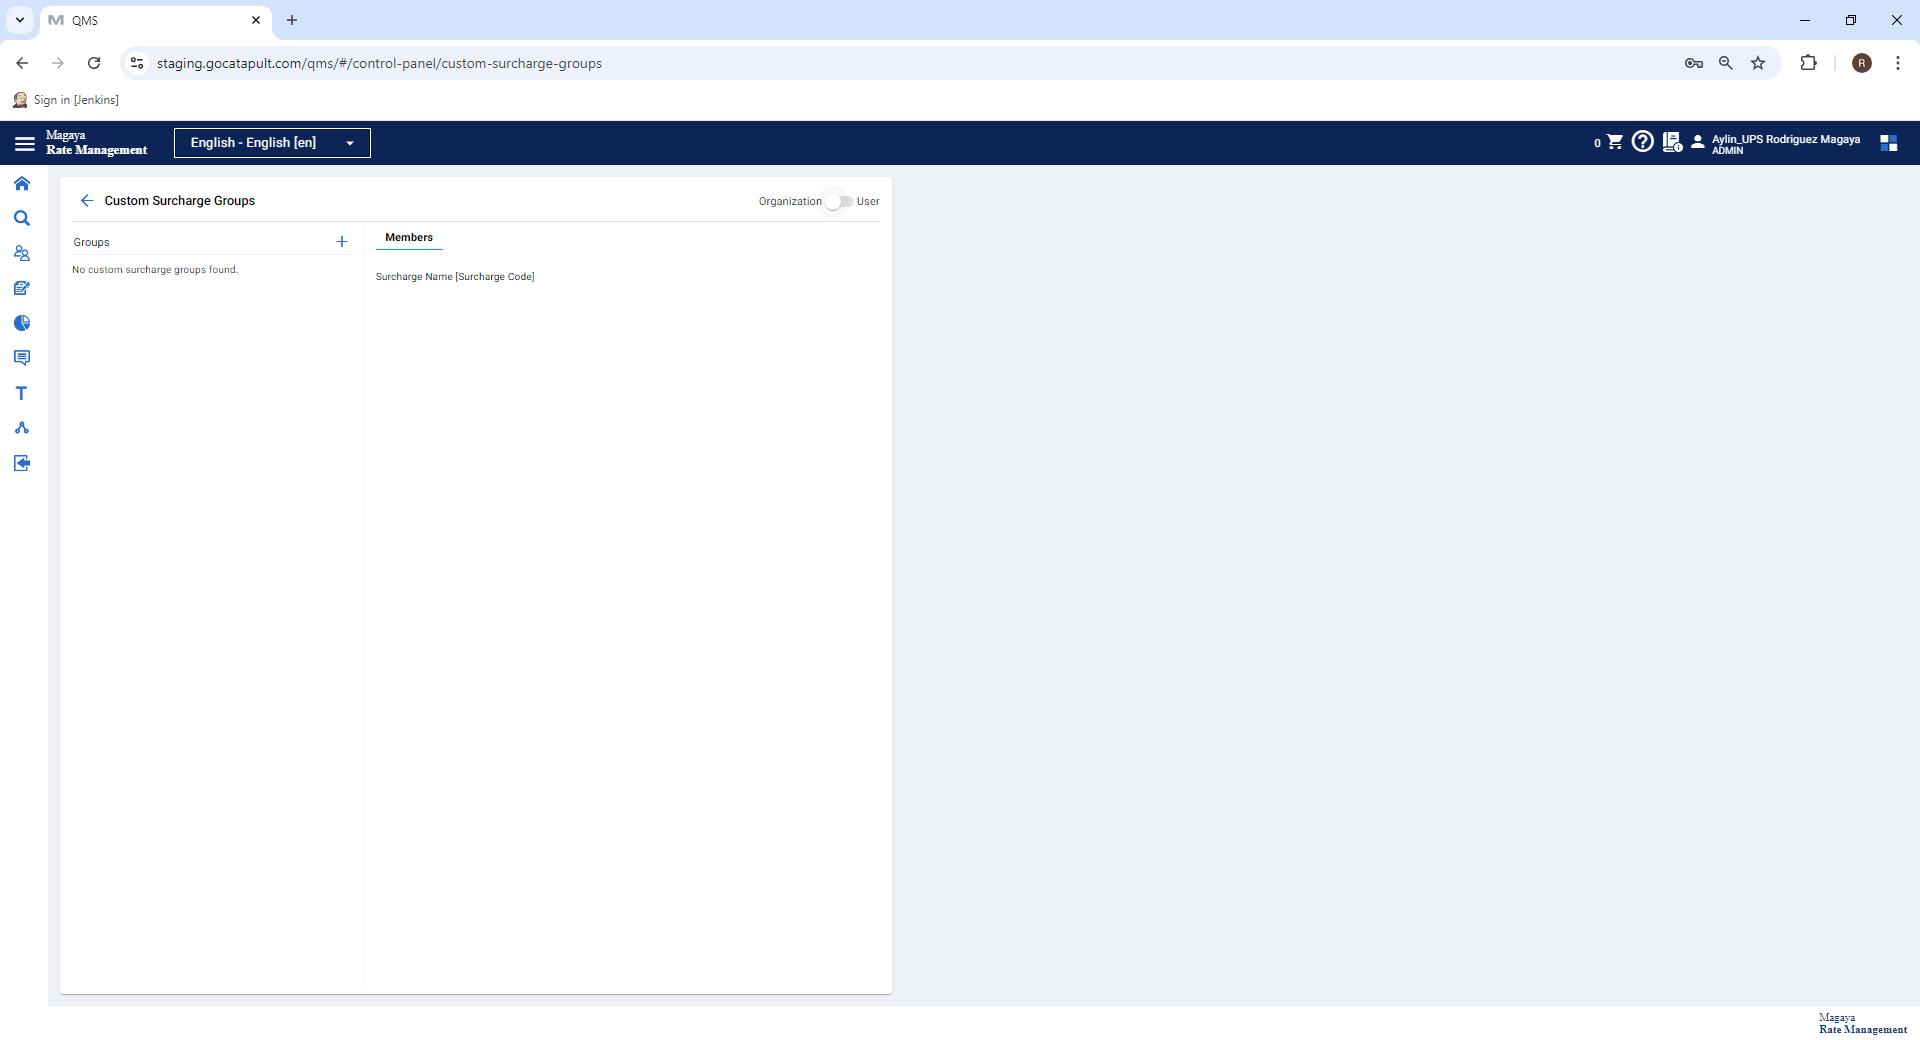 QMS
staging.gocatapult.com/qms/#/control-panel/custom-surcharge-groups
R
Sign in [Jenkins]
Magaya
Rate Management
English - English [en]
0
Aylin_UPS Rodriguez Magaya
ADMIN
Custom Surcharge Groups
Organization
User
Groups
Members
No custom surcharge groups found.
Surcharge Name [Surcharge Code]
Magaya
Rate Management